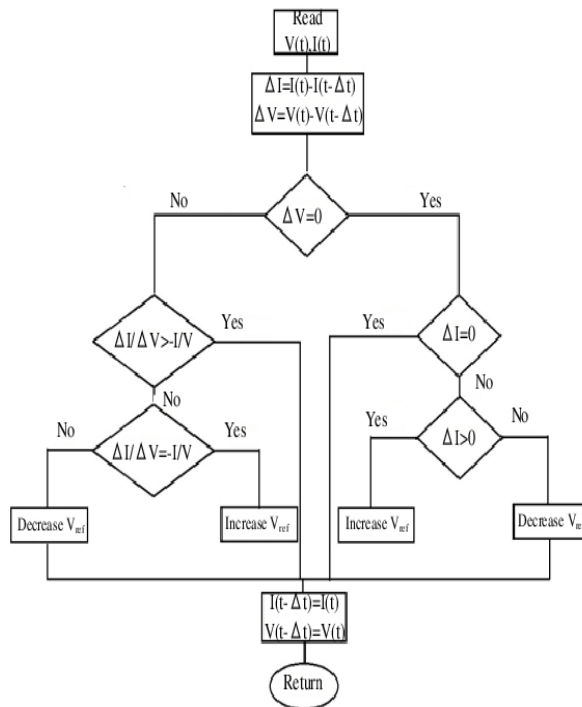 Read
V(t),I(t)
ΔI=I(t)-I(t-Δt)
ΔV=V(t)-V(t-Δt)
ΔV=0
No
Yes
ΔI/ΔV>-I/V
Yes
No
Yes
ΔI=0
No
ΔI/ΔV=-I/V
No
Yes
ΔI>0
Yes
No
Decrease Vref
Increase Vref
Increase Vref
Decrease Vre
I(t-Δt)=I(t)
V(t-Δt)=V(t)
Return